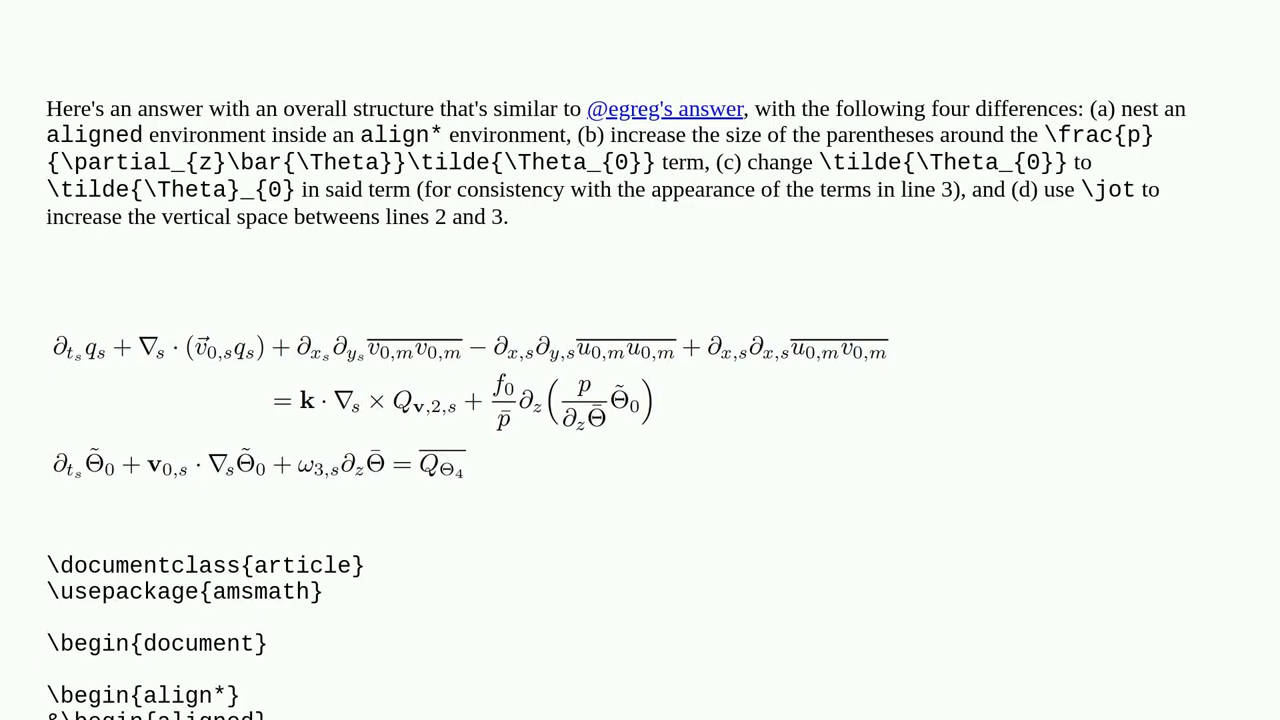 Here's an answer with an overall structure that's similar to @egreg's answer, with the following four differences: (a) nest an
aligned environment inside an align* environment, (b) increase the size of the parentheses around the \frac{p}
{\partial_{z}\bar{\Theta}}\tilde{\Theta_{0}} term, (c) change \tilde{\Theta_{0}} to
\tilde{\Theta}_{0} in said term (for consistency with the appearance of the terms in line 3), and (d) use \jot to
increase the vertical space betweens lines 2 and 3.
∂_{t_s} q_s + ∇_s · (\vec{v}_{0,s} q_s) + ∂_{x_s} ∂_{y_s} \overline{v_{0,m} v_{0,m}} − ∂_{x,s} ∂_{y,s} \overline{u_{0,m} u_{0,m}} + ∂_{x,s} ∂_{x,s} \overline{u_{0,m} v_{0,m}}
= \mathbf{k} · ∇_s × Q_{\mathbf{v},2,s} + \frac{f_0}{\bar{p}} ∂_z \Bigl( \frac{p}{∂_z \bar{Θ}} \tilde{Θ}_0 \Bigr)
∂_{t_s} \tilde{Θ}_0 + \mathbf{v}_{0,s} · ∇_s \tilde{Θ}_0 + ω_{3,s} ∂_z \bar{Θ} = \overline{Q_{Θ_4}}
\documentclass{article}
\usepackage{amsmath}
\begin{document}
\begin{align*}
&\begin{aligned}